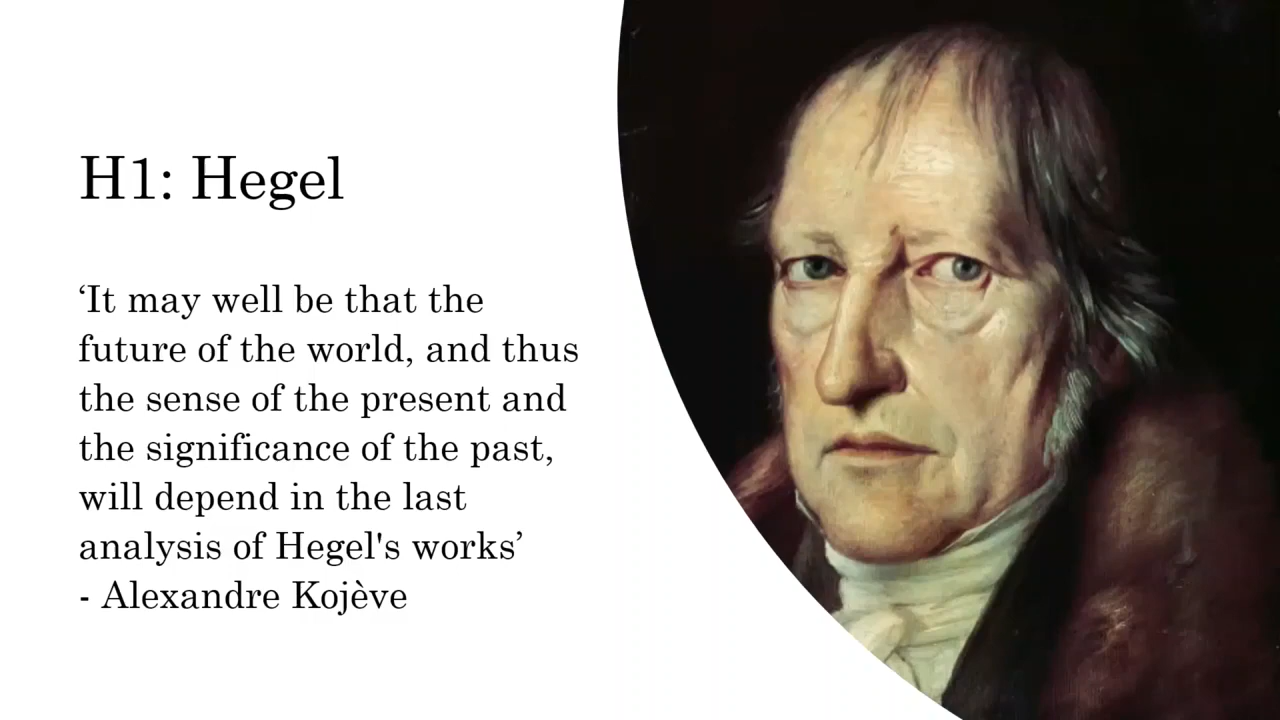 H1: Hegel
‘It may well be that the
future of the world, and thus
the sense of the present and
the significance of the past,
will depend in the last
analysis of Hegel's works’
- Alexandre Kojève